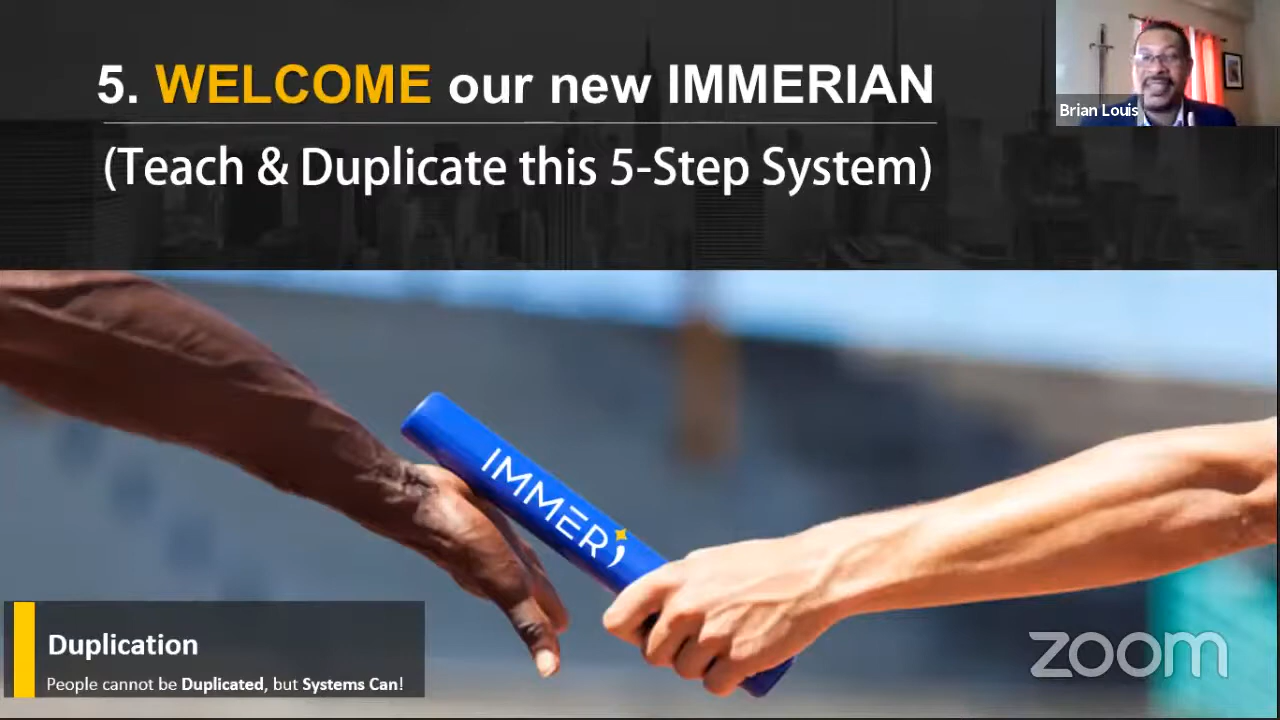 5. WELCOME our new IMMERIAN
(Teach & Duplicate this 5-Step System)
Brian Louis
IMMERI
Duplication
People cannot be Duplicated, but Systems Can!
zoom